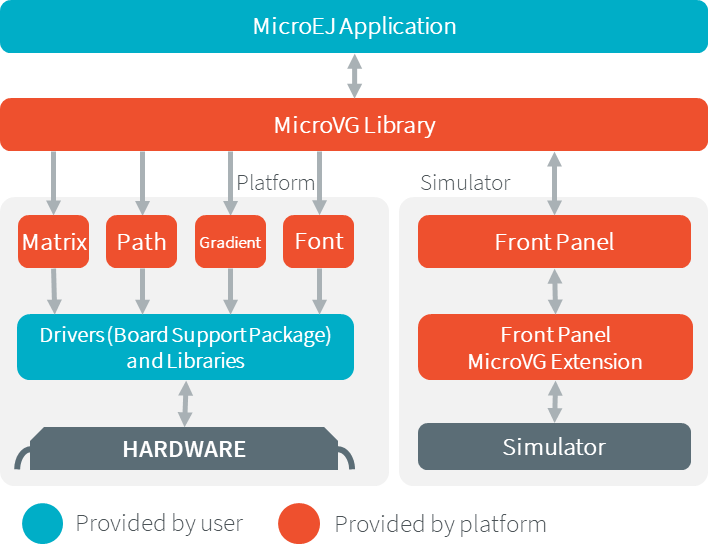 MicroEJ Application
MicroVG Library
Platform
Simulator
Matrix
Path
Gradient
Font
Front Panel
Drivers (Board Support Package)
and Libraries
Front Panel
MicroVG Extension
HARDWARE
Simulator
Provided by user
Provided by platform